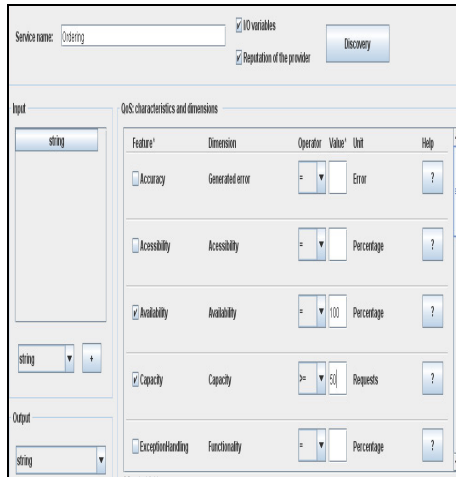 I/O variables
Service name: Ordering
Reputation of the provider
Discovery
Input
QoS: characteristics and dimensions
string
Feature* Dimension Operator Value* Unit Help
Accuracy Generated error = Error ?
Acessibility Acessibility = Percentage ?
Availability Availability = 100 Percentage ?
string +
Capacity Capacity >= 50 Requests ?
Output
ExceptionHandling Functionality = Percentage ?
string